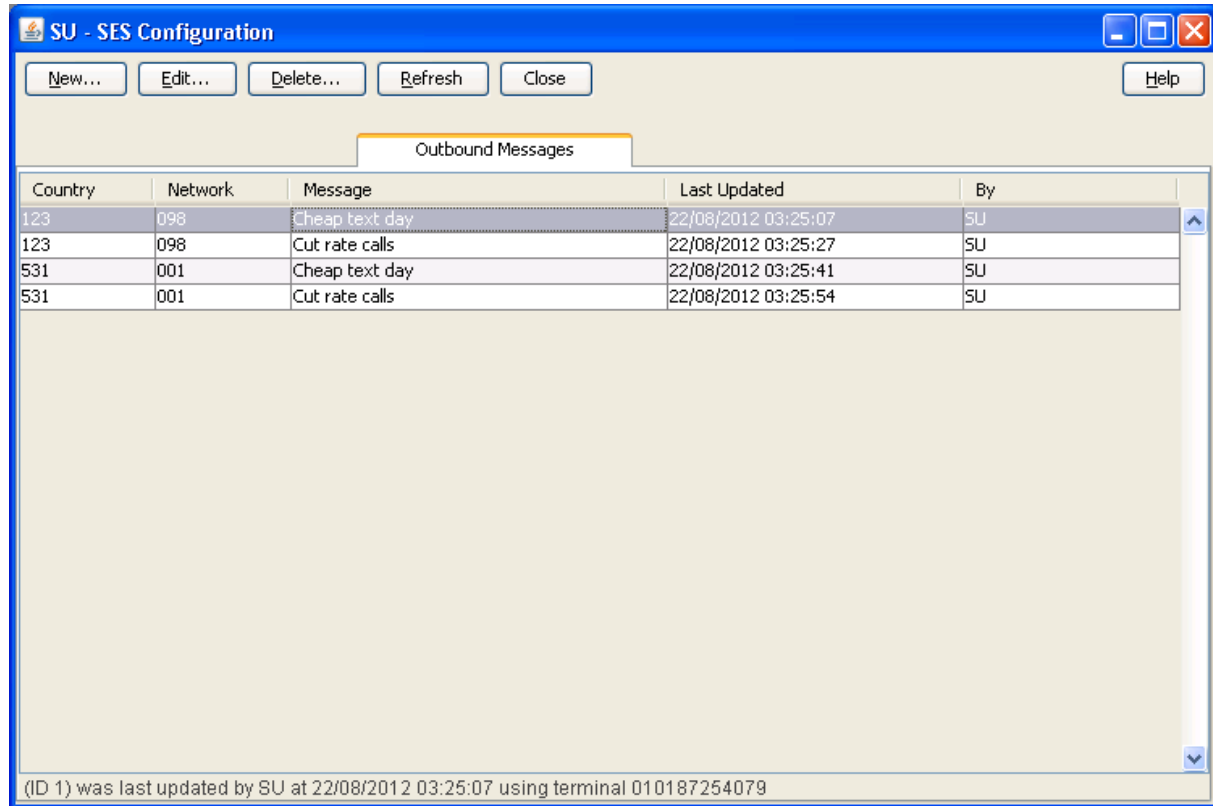 SU - SES Configuration
New... Edit... Delete... Refresh Close Help
Outbound Messages
Country Network Message Last Updated By
123 098 Cheap text day 22/08/2012 03:25:07 SU
123 098 Cut rate calls 22/08/2012 03:25:27 SU
531 001 Cheap text day 22/08/2012 03:25:41 SU
531 001 Cut rate calls 22/08/2012 03:25:54 SU
(ID 1) was last updated by SU at 22/08/2012 03:25:07 using terminal 010187254079